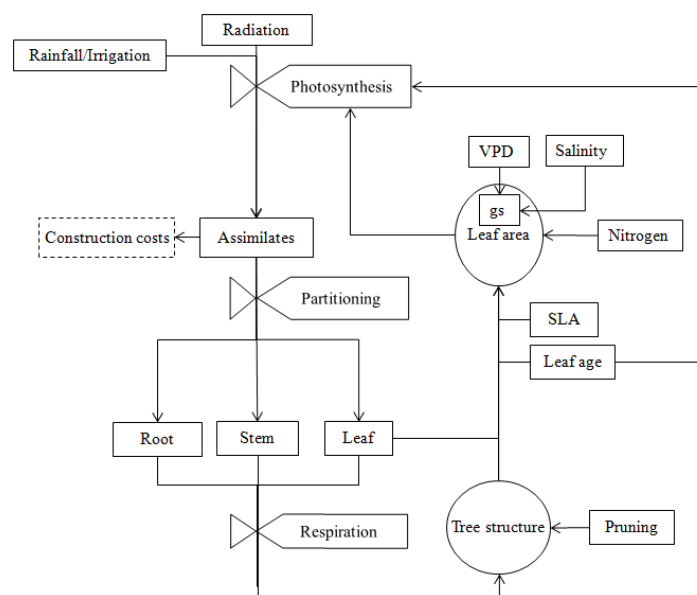 Radiation
Rainfall/Irrigation
Photosynthesis
VPD
Salinity
gs
Leaf area
Nitrogen
Construction costs
Assimilates
Partitioning
SLA
Leaf age
Root
Stem
Leaf
Respiration
Tree structure
Pruning